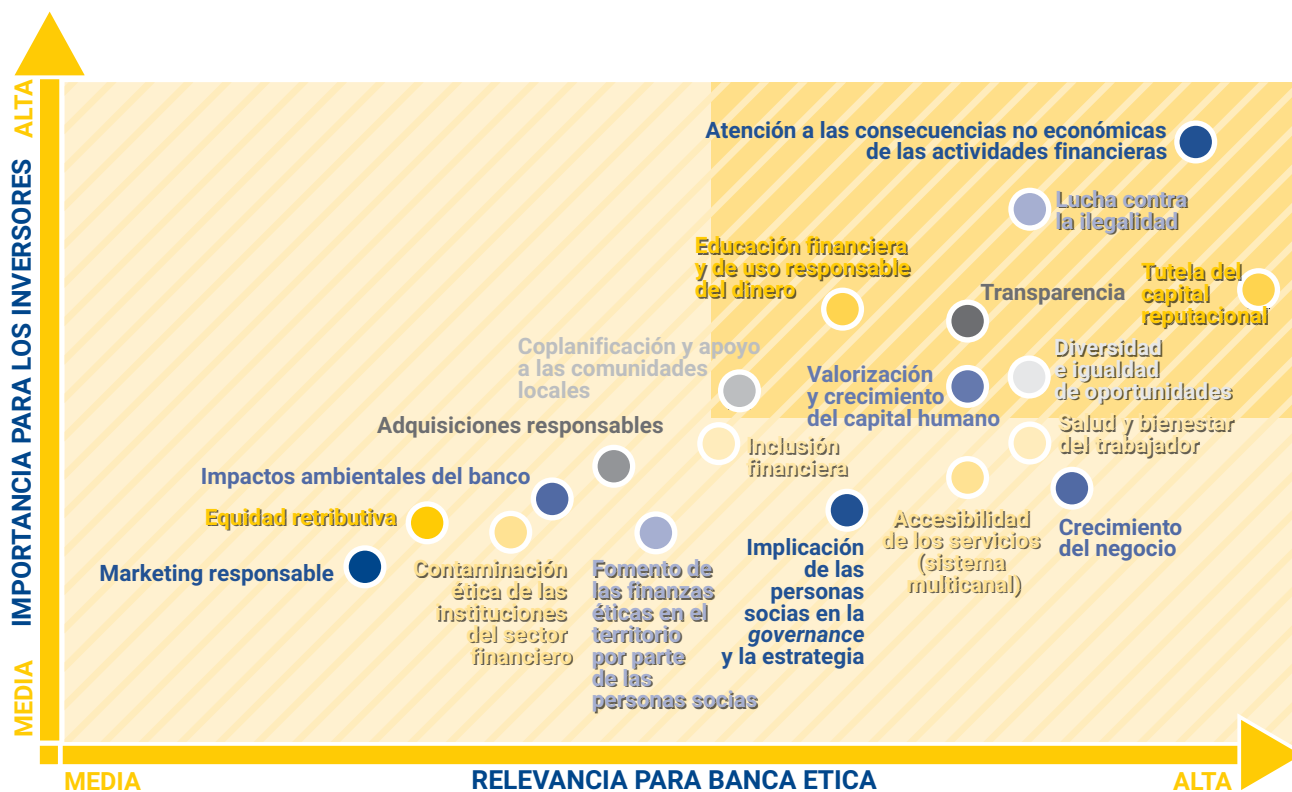 ALTA
IMPORTANCIA PARA LOS INVERSORES
MEDIA
Atención a las consecuencias no económicas
de las actividades financieras
Lucha contra
la ilegalidad
Educación financiera
y de uso responsable
del dinero
Transparencia
Tutela del
capital
reputacional
Coplanificación y apoyo
a las comunidades
locales
Valorización
y crecimiento
del capital humano
Diversidad
e igualdad
de oportunidades
Adquisiciones responsables
Inclusión
financiera
Salud y bienestar
del trabajador
Impactos ambientales del banco
Equidad retributiva
Marketing responsable
Contaminación
ética de las
instituciones
del sector
financiero
Fomento de
las finanzas
éticas en el
territorio
por parte
de las
personas socias
Implicación
de las
personas
socias en la
governance
y la estrategia
Accesibilidad
de los servicios
(sistema
multicanal)
Crecimiento
del negocio
MEDIA
RELEVANCIA PARA BANCA ETICA
ALTA